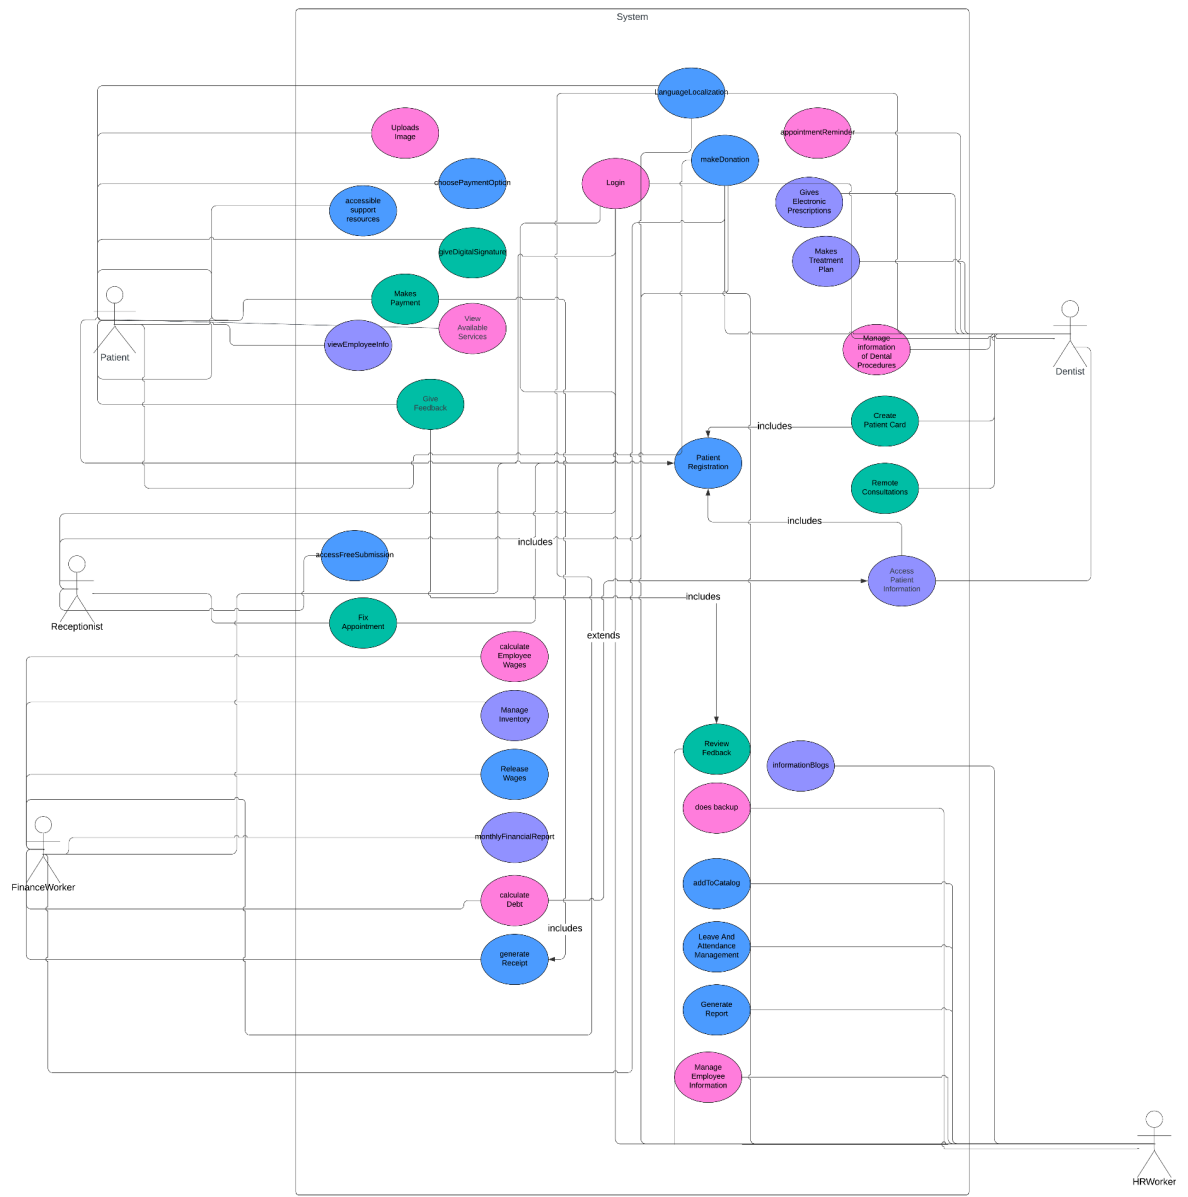 System
LanguageLocalization
Uploads
Image
appointmentReminder
makeDonation
choosePaymentOption
Login
accessible
support
resources
Gives
Electronic
Prescriptions
giveDigitalSignature
Makes
Treatment
Plan
Makes
Payment
View
Available
Services
viewEmployeeInfo
Patient
Manage
information
of Dental
Procedures
Dentist
Give
Feedback
Create
Patient Card
includes
Patient
Registration
Remote
Consultations
includes
includes
accessFreeSubmission
Access
Patient
Information
includes
Receptionist
Fix
Appointment
extends
calculate
Employee
Wages
Manage
Inventory
Review
Fedback
informationBlogs
Release
Wages
does backup
monthlyFinancialReport
FinanceWorker
calculate
Debt
addToCatalog
includes
generate
Receipt
Leave And
Attendance
Management
Generate
Report
Manage
Employee
Information
HRWorker